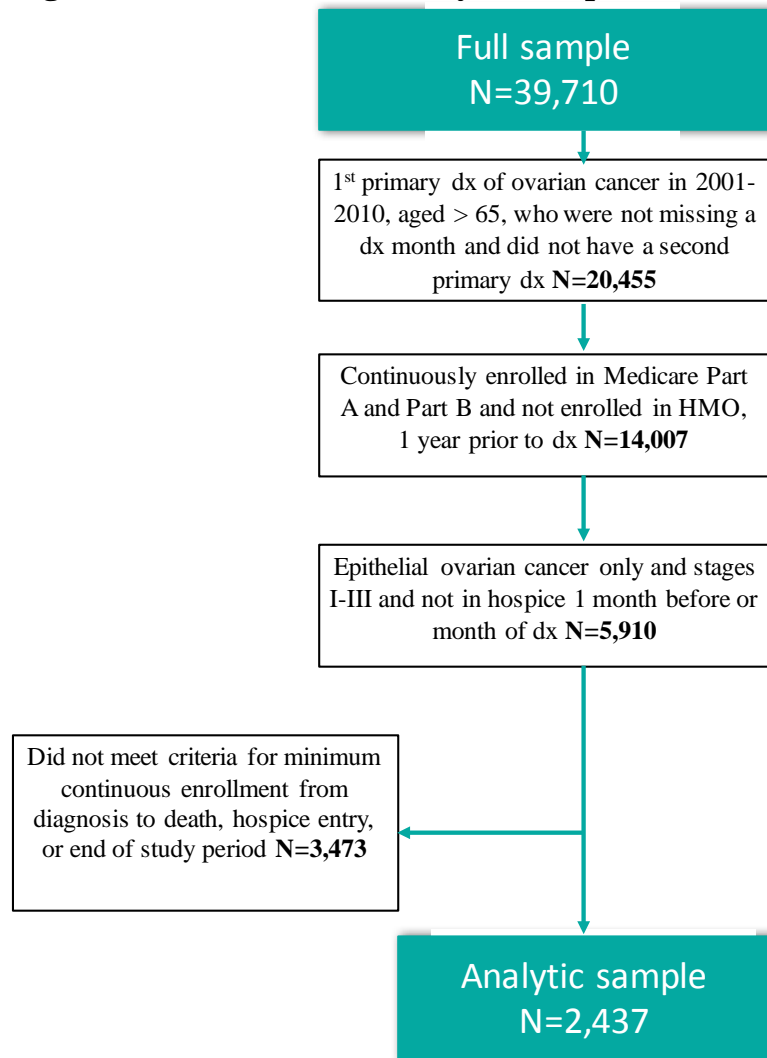 Full sample
N=39,710
1st primary dx of ovarian cancer in 2001-
2010, aged > 65, who were not missing a
dx month and did not have a second
primary dx N=20,455
Continuously enrolled in Medicare Part
A and Part B and not enrolled in HMO,
1 year prior to dx N=14,007
Epithelial ovarian cancer only and stages
I-III and not in hospice 1 month before or
month of dx N=5,910
Did not meet criteria for minimum
continuous enrollment from
diagnosis to death, hospice entry,
or end of study period N=3,473
Analytic sample
N=2,437